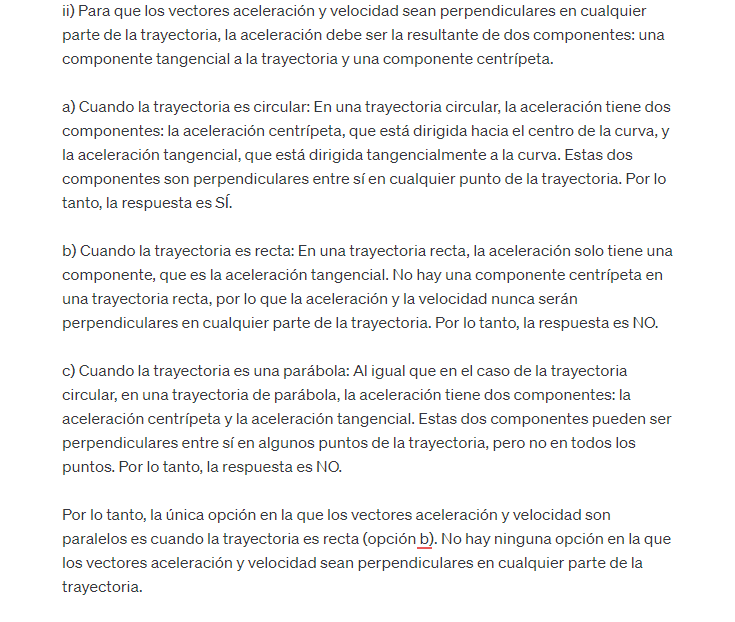 ii) Para que los vectores aceleración y velocidad sean perpendiculares en cualquier
parte de la trayectoria, la aceleración debe ser la resultante de dos componentes: una
componente tangencial a la trayectoria y una componente centrípeta.
a) Cuando la trayectoria es circular: En una trayectoria circular, la aceleración tiene dos
componentes: la aceleración centrípeta, que está dirigida hacia el centro de la curva, y
la aceleración tangencial, que está dirigida tangencialmente a la curva. Estas dos
componentes son perpendiculares entre sí en cualquier punto de la trayectoria. Por lo
tanto, la respuesta es SÍ.
b) Cuando la trayectoria es recta: En una trayectoria recta, la aceleración solo tiene una
componente, que es la aceleración tangencial. No hay una componente centrípeta en
una trayectoria recta, por lo que la aceleración y la velocidad nunca serán
perpendiculares en cualquier parte de la trayectoria. Por lo tanto, la respuesta es NO.
c) Cuando la trayectoria es una parábola: Al igual que en el caso de la trayectoria
circular, en una trayectoria de parábola, la aceleración tiene dos componentes: la
aceleración centrípeta y la aceleración tangencial. Estas dos componentes pueden ser
perpendiculares entre sí en algunos puntos de la trayectoria, pero no en todos los
puntos. Por lo tanto, la respuesta es NO.
Por lo tanto, la única opción en la que los vectores aceleración y velocidad son
paralelos es cuando la trayectoria es recta (opción b). No hay ninguna opción en la que
los vectores aceleración y velocidad sean perpendiculares en cualquier parte de la
trayectoria.